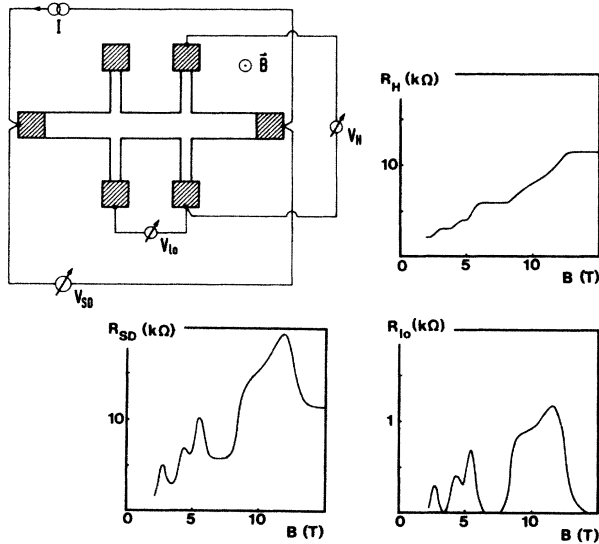 I
B⃗
V_H
V_lo
V_SD
R_H (kΩ)
10
0
5
10
B (T)
R_SD (kΩ)
10
0
5
10
B (T)
R_lo (kΩ)
1
0
5
10
B (T)